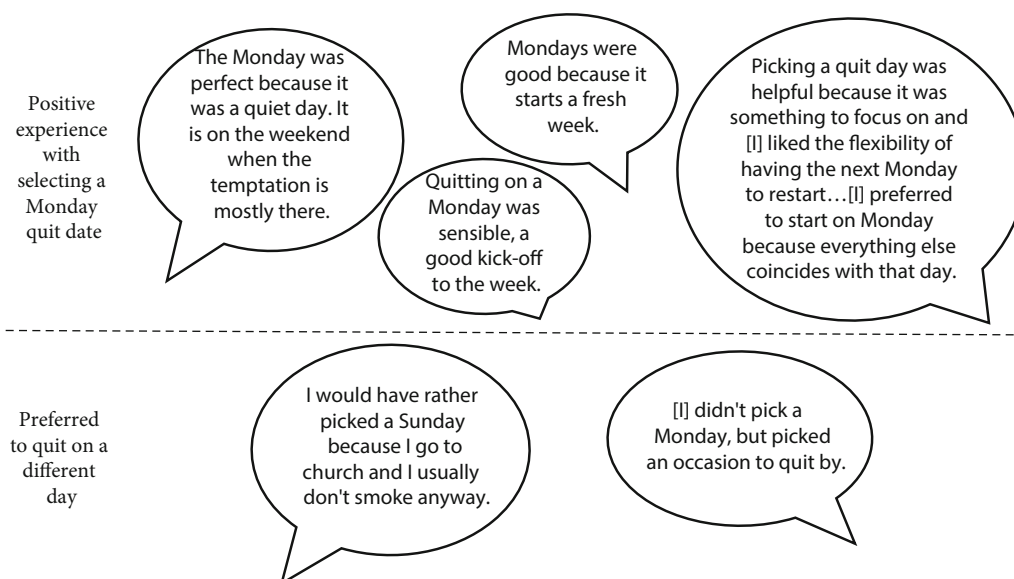 Positive
experience
with
selecting a
Monday
quit date
The Monday was
perfect because it
was a quiet day. It
is on the weekend
when the
temptation is
mostly there.
Quitting on a
Monday was
sensible, a
good kick-off
to the week.
Mondays were
good because it
starts a fresh
week.
Picking a quit day was
helpful because it was
something to focus on and
[I] liked the flexibility of
having the next Monday
to restart…[I] preferred
to start on Monday
because everything else
coincides with that day.
Preferred
to quit on a
different
day
I would have rather
picked a Sunday
because I go to
church and I usually
don't smoke anyway.
[I] didn't pick a
Monday, but picked
an occasion to quit by.